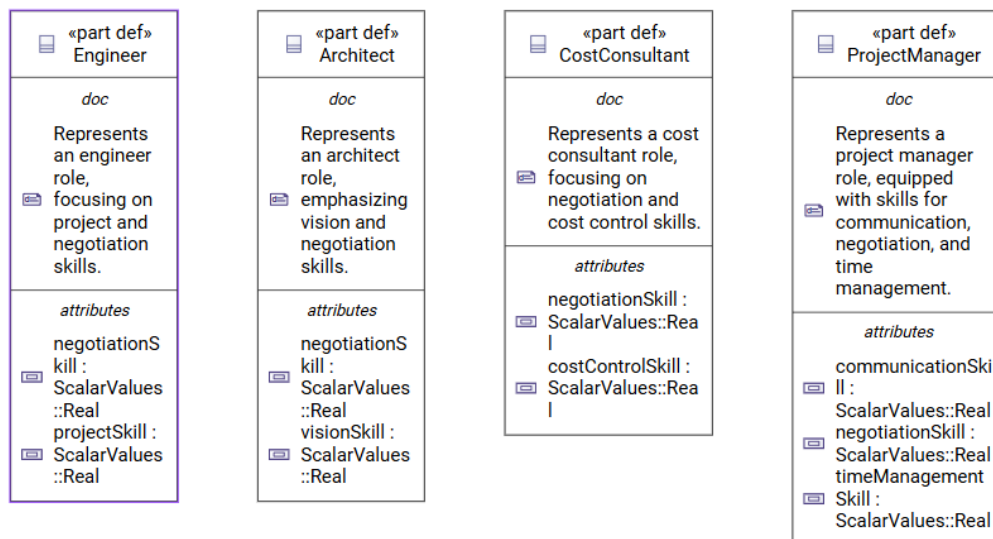 «part def»
Engineer
doc
Represents
an engineer
role,
focusing on
project and
negotiation
skills.
attributes
negotiationS
kill :
ScalarValues
::Real
projectSkill :
ScalarValues
::Real
«part def»
Architect
doc
Represents
an architect
role,
emphasizing
vision and
negotiation
skills.
attributes
negotiationS
kill :
ScalarValues
::Real
visionSkill :
ScalarValues
::Real
«part def»
CostConsultant
doc
Represents a cost
consultant role,
focusing on
negotiation and
cost control skills.
attributes
negotiationSkill :
ScalarValues::Rea
l
costControlSkill :
ScalarValues::Rea
l
«part def»
ProjectManager
doc
Represents a
project manager
role, equipped
with skills for
communication,
negotiation, and
time
management.
attributes
communicationSki
ll :
ScalarValues::Real
negotiationSkill :
ScalarValues::Real
timeManagement
Skill :
ScalarValues::Real